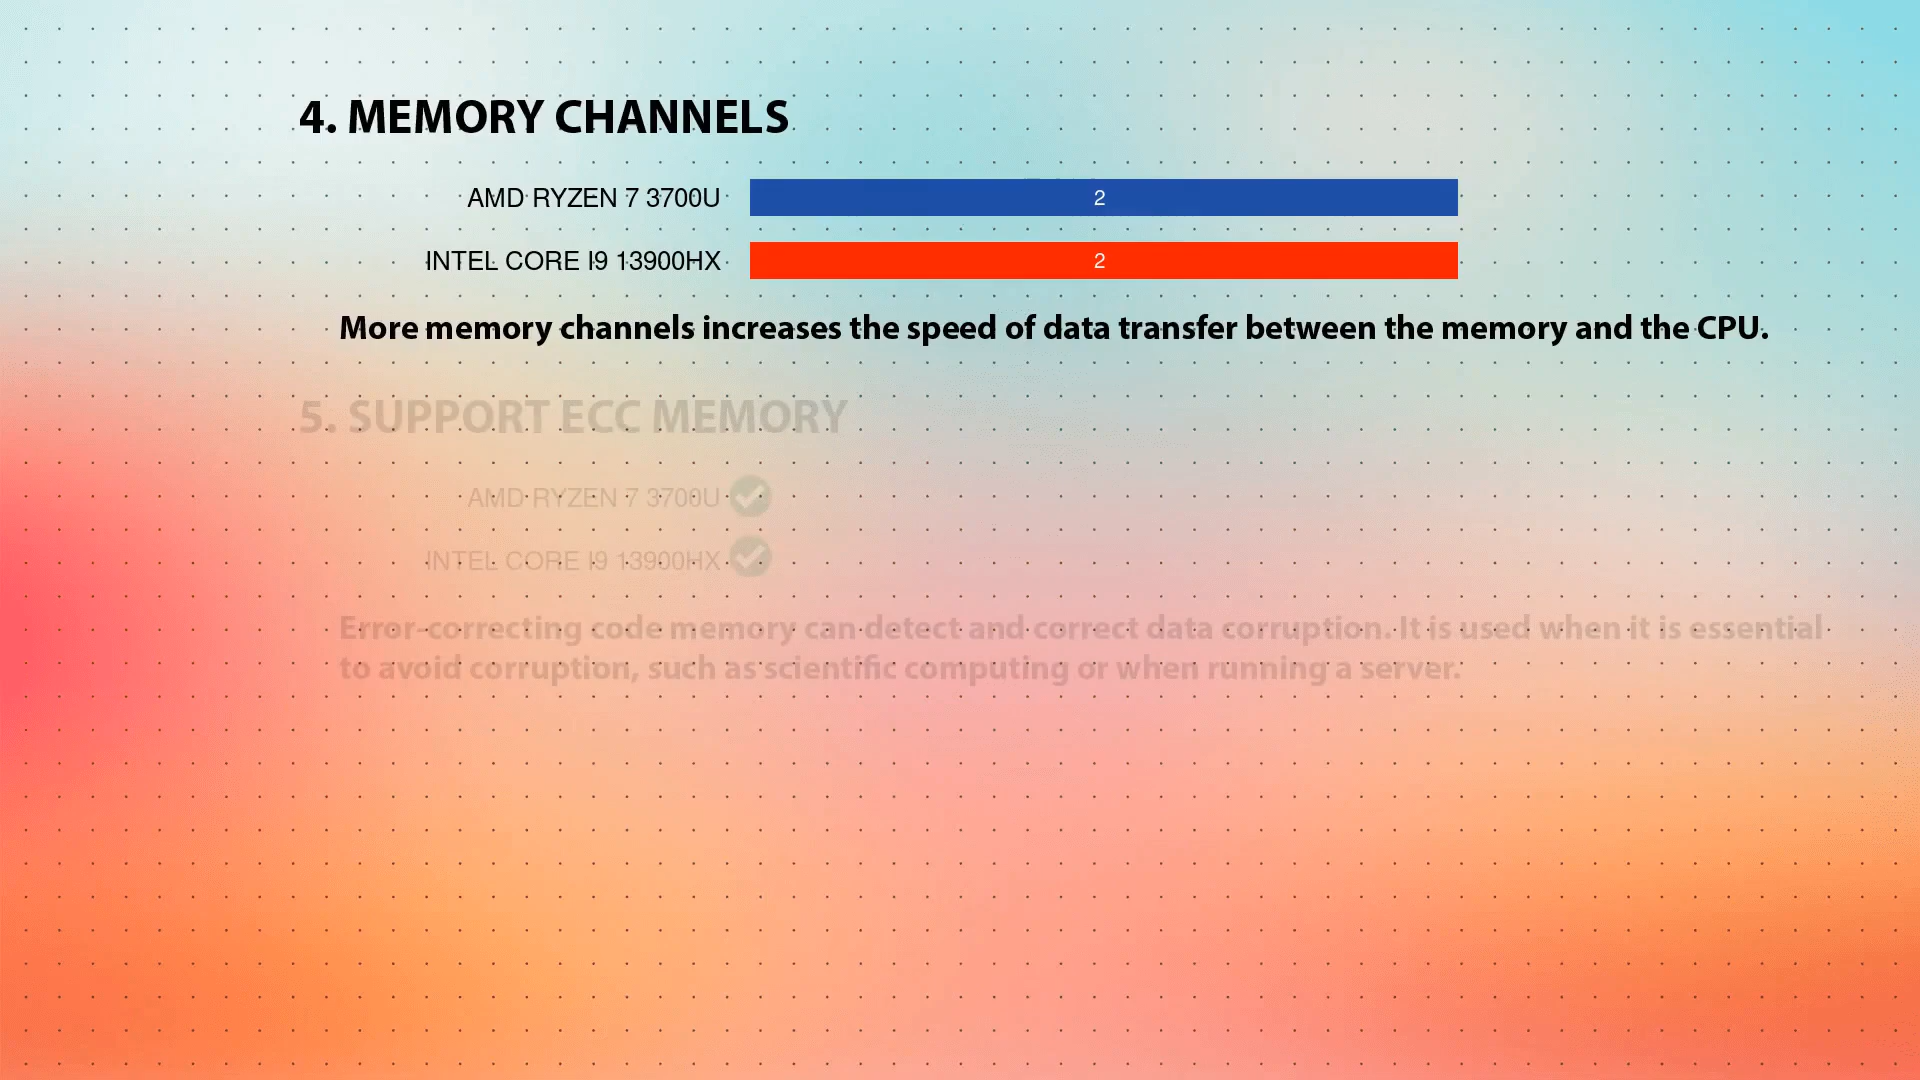 4. MEMORY CHANNELS
AMD RYZEN 7 3700U
2
INTEL CORE I9 13900HX
2
More memory channels increases the speed of data transfer between the memory and the CPU.
5. SUPPORT ECC MEMORY
AMD RYZEN 7 3700U
INTEL CORE I9 13900HX
Error-correcting code memory can detect and correct data corruption. It is used when it is essential
to avoid corruption, such as scientific computing or when running a server.